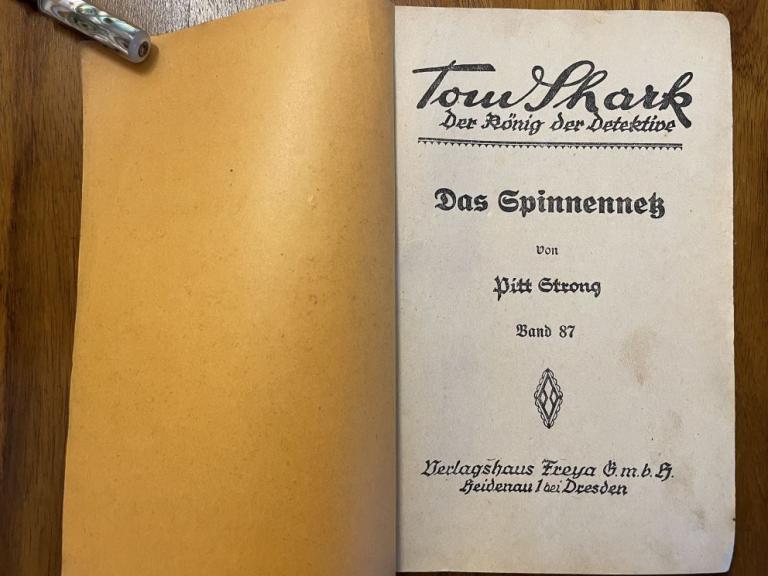 Tom Shark
Der König der Detektive
Das Spinnennetz
von
Pitt Strong
Band 87
Verlagshaus Freya G.m.b.H.
Heidenau 1 bei Dresden